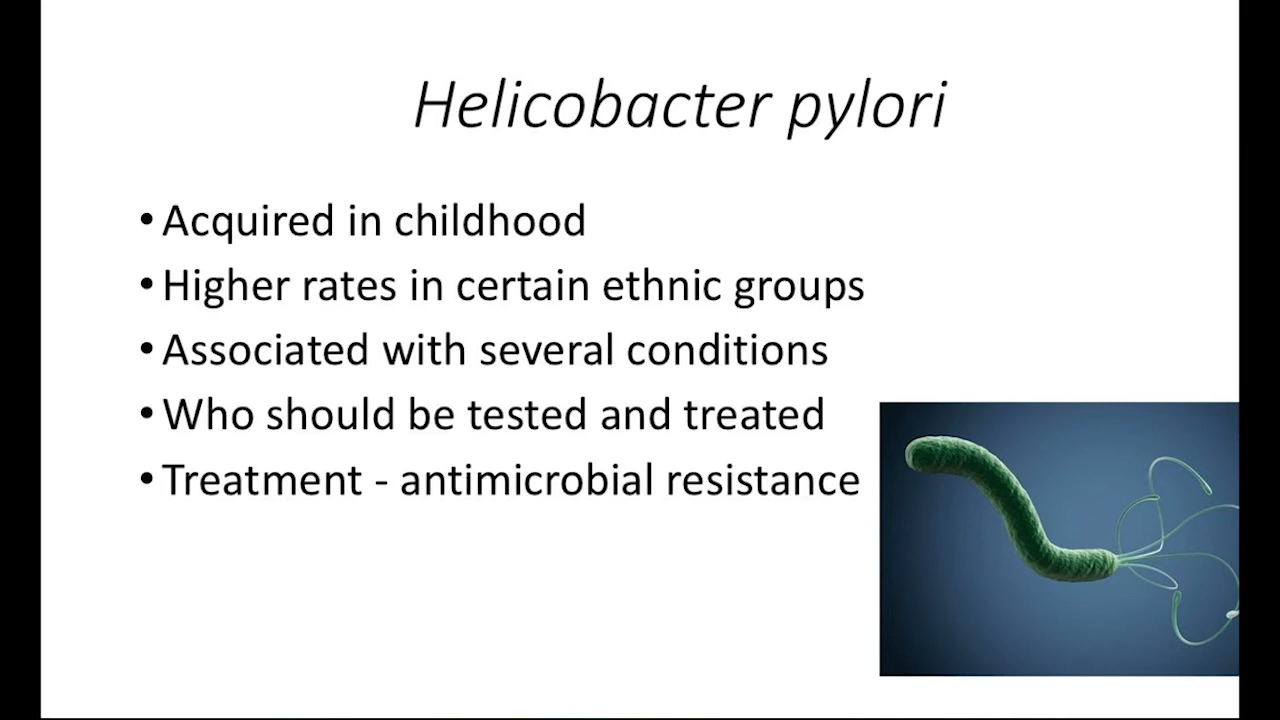 Helicobacter pylori
• Acquired in childhood
• Higher rates in certain ethnic groups
• Associated with several conditions
• Who should be tested and treated
• Treatment - antimicrobial resistance